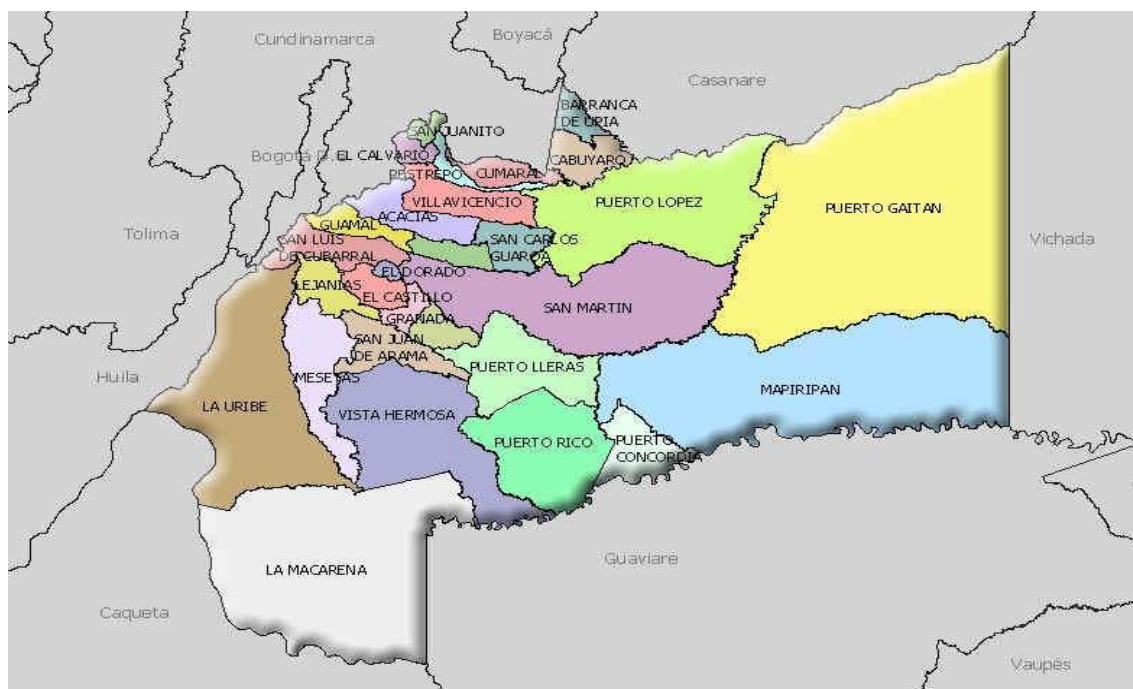 Boyacá
Cundinamarca
Casanare
BARRANCA
DE UPIA
SAN JUANITO
Bogotá D.
EL CALVARIO
CABUYARO
RESTREPO
CUMARAL
VILLAVICENCIO
PUERTO LOPEZ
PUERTO GAITAN
ACACIAS
GUAMAL
Tolima
SAN CARLOS
GUAROA
Vichada
SAN LUIS
DE CUBARRAL
EL DORADO
LEJANIAS
EL CASTILLO
SAN MARTIN
GRANADA
SAN JUAN
DE ARAMA
PUERTO LLERAS
Huila
MESETAS
MAPIRIPAN
LA URIBE
VISTA HERMOSA
PUERTO RICO
PUERTO
CONCORDIA
Guaviare
LA MACARENA
Caqueta
Vaupés